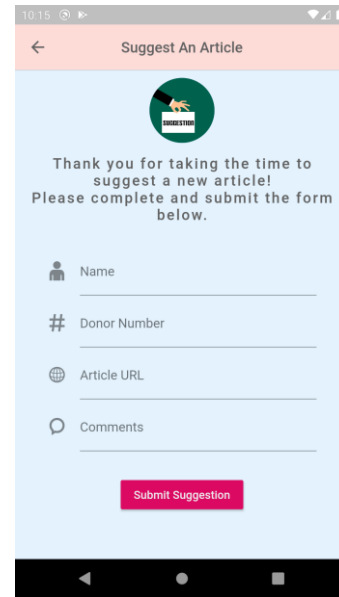 10:15
Suggest An Article
SUGGESTION
Thank you for taking the time to
suggest a new article!
Please complete and submit the form
below.
Name
# Donor Number
Article URL
Comments
Submit Suggestion